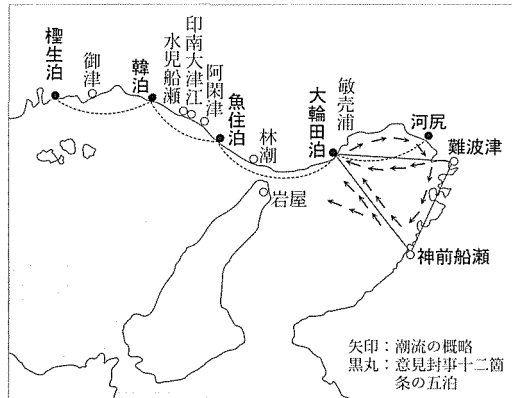 檉生泊
御津
韓泊
水児船瀬
印南大津江
阿閇津
魚住泊
林潮
岩屋
大輪田泊
敏売浦
河尻
難波津
神前船瀬
矢印：潮流の概略
黒丸：意見封事十二箇
条の五泊